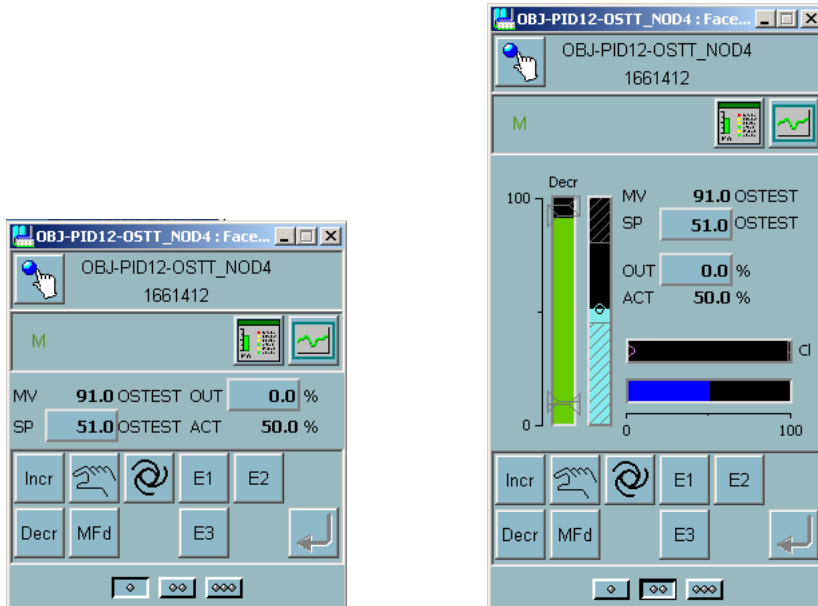 OBJ-PID12-OSTT_NOD4 : Face...
OBJ-PID12-OSTT_NOD4
1661412
M
MV 91.0 OSTEST OUT 0.0 %
SP 51.0 OSTEST ACT 50.0 %
Incr E1 E2
Decr MFd E3
OBJ-PID12-OSTT_NOD4 : Face...
OBJ-PID12-OSTT_NOD4
1661412
M
Decr
100
0
MV 91.0 OSTEST
SP 51.0 OSTEST
OUT 0.0 %
ACT 50.0 %
Cl
0 100
Incr E1 E2
Decr MFd E3